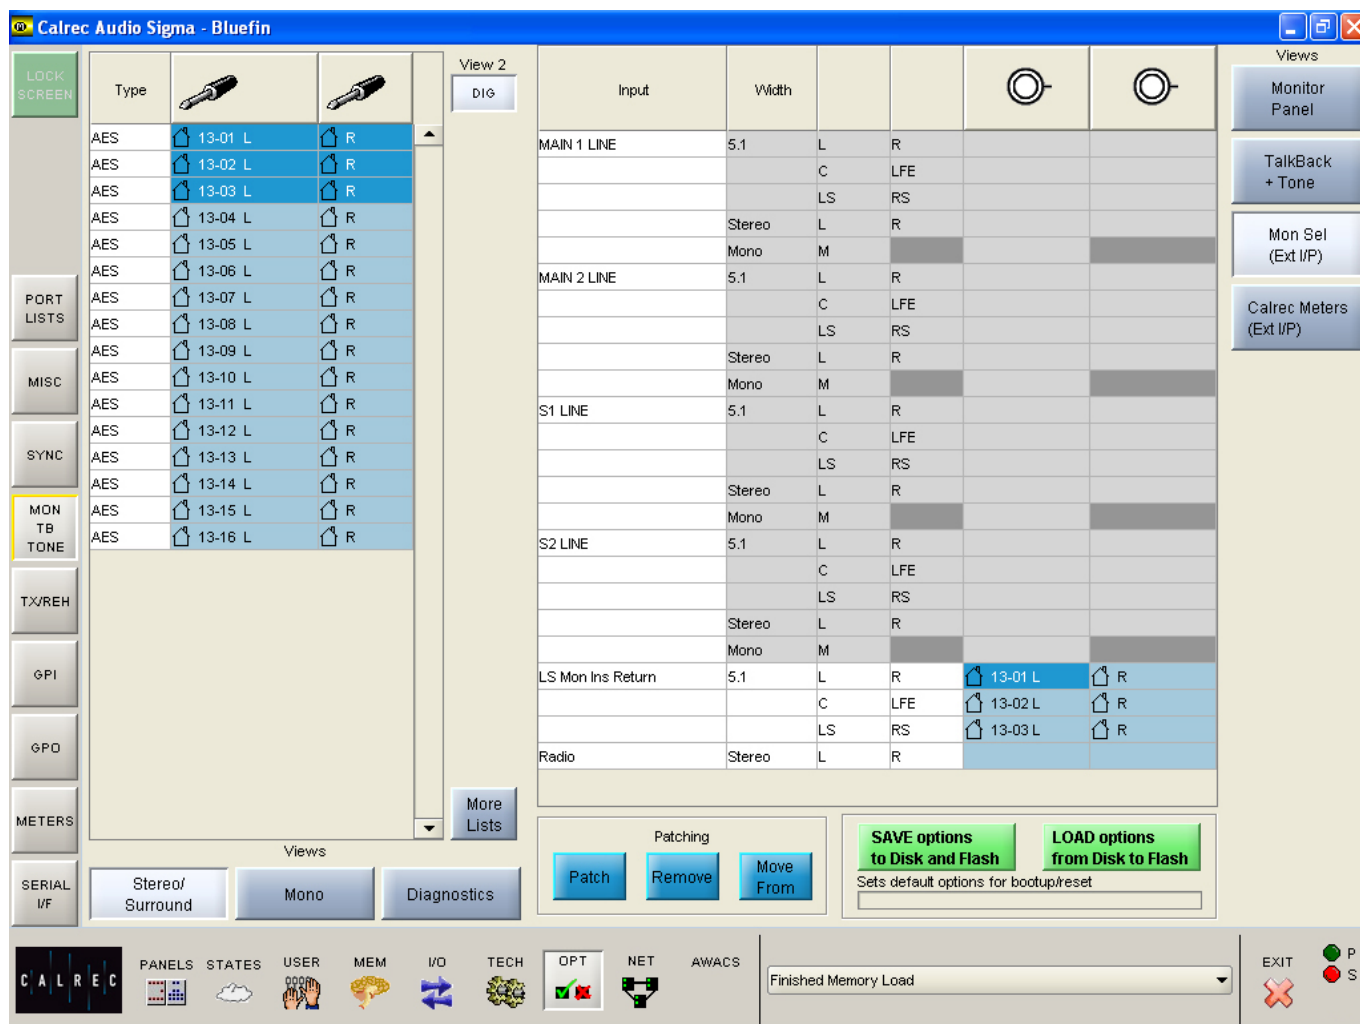 Calrec Audio Sigma - Bluefin
LOCK
SCREEN
PORT
LISTS
MISC
SYNC
MON
TB
TONE
TX/REH
GPI
GPO
METERS
SERIAL
I/F
Type
AES 13-01 L R
AES 13-02 L R
AES 13-03 L R
AES 13-04 L R
AES 13-05 L R
AES 13-06 L R
AES 13-07 L R
AES 13-08 L R
AES 13-09 L R
AES 13-10 L R
AES 13-11 L R
AES 13-12 L R
AES 13-13 L R
AES 13-14 L R
AES 13-15 L R
AES 13-16 L R
View 2
DIG
More
Lists
Views
Stereo/
Surround
Mono
Diagnostics
Input Width
MAIN 1 LINE 5.1 L R
C LFE
LS RS
Stereo L R
Mono M
MAIN 2 LINE 5.1 L R
C LFE
LS RS
Stereo L R
Mono M
S1 LINE 5.1 L R
C LFE
LS RS
Stereo L R
Mono M
S2 LINE 5.1 L R
C LFE
LS RS
Stereo L R
Mono M
LS Mon Ins Return 5.1 L R 13-01 L R
C LFE 13-02 L R
LS RS 13-03 L R
Radio Stereo L R
Patching
Patch
Remove
Move
From
SAVE options
to Disk and Flash
LOAD options
from Disk to Flash
Sets default options for bootup/reset
Views
Monitor
Panel
TalkBack
+ Tone
Mon Sel
(Ext I/P)
Calrec Meters
(Ext I/P)
CALREC
PANELS STATES USER MEM I/O TECH OPT NET AWACS
Finished Memory Load
EXIT
P
S